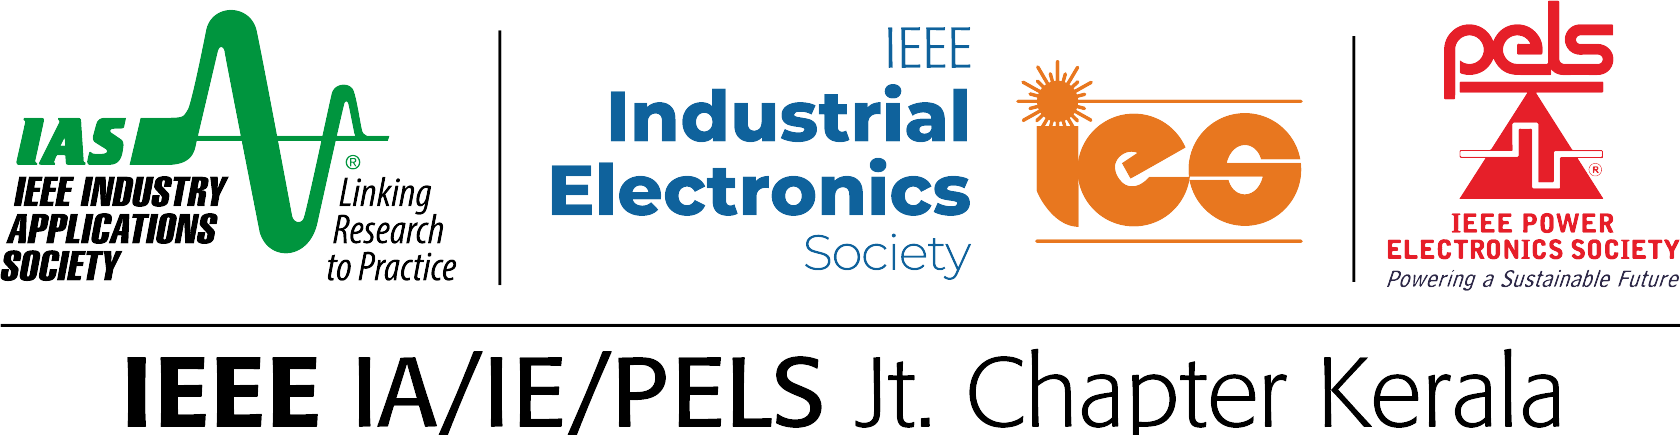 IAS
®
IEEE INDUSTRY
APPLICATIONS
SOCIETY
Linking
Research
to Practice
IEEE
Industrial
Electronics
Society
ies
pels
®
IEEE POWER
ELECTRONICS SOCIETY
Powering a Sustainable Future
IEEE IA/IE/PELS Jt. Chapter Kerala